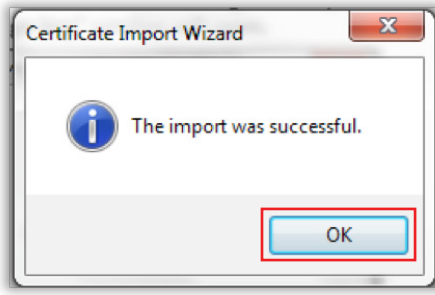 Certificate Import Wizard
The import was successful.
OK